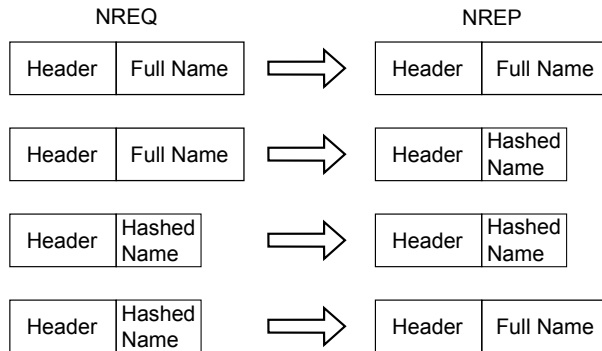 NREQ NREP
Header Full Name Header Full Name
Header Full Name Header Hashed
Name
Header Hashed
Name Header Hashed
Name
Header Hashed
Name Header Full Name